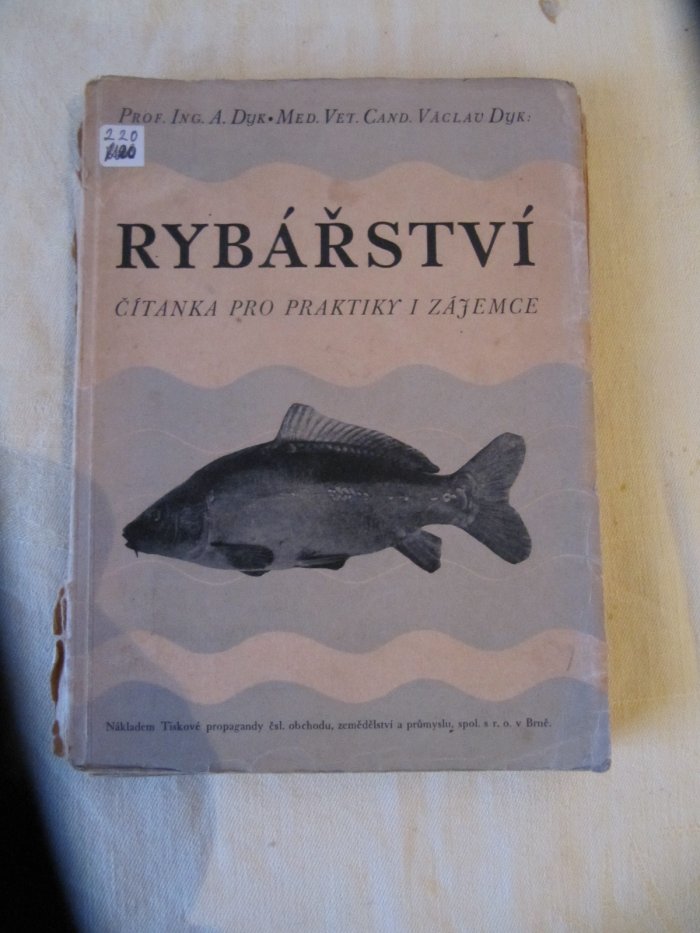 PROF. ING. A. DYK • MED. VET. CAND. VÁCLAV DYK:
220
RYBÁŘSTVÍ
ČÍTANKA PRO PRAKTIKY I ZÁJEMCE
Nákladem Tiskové propagandy čsl. obchodu, zemědělství a průmyslu, spol. s r. o. v Brně.